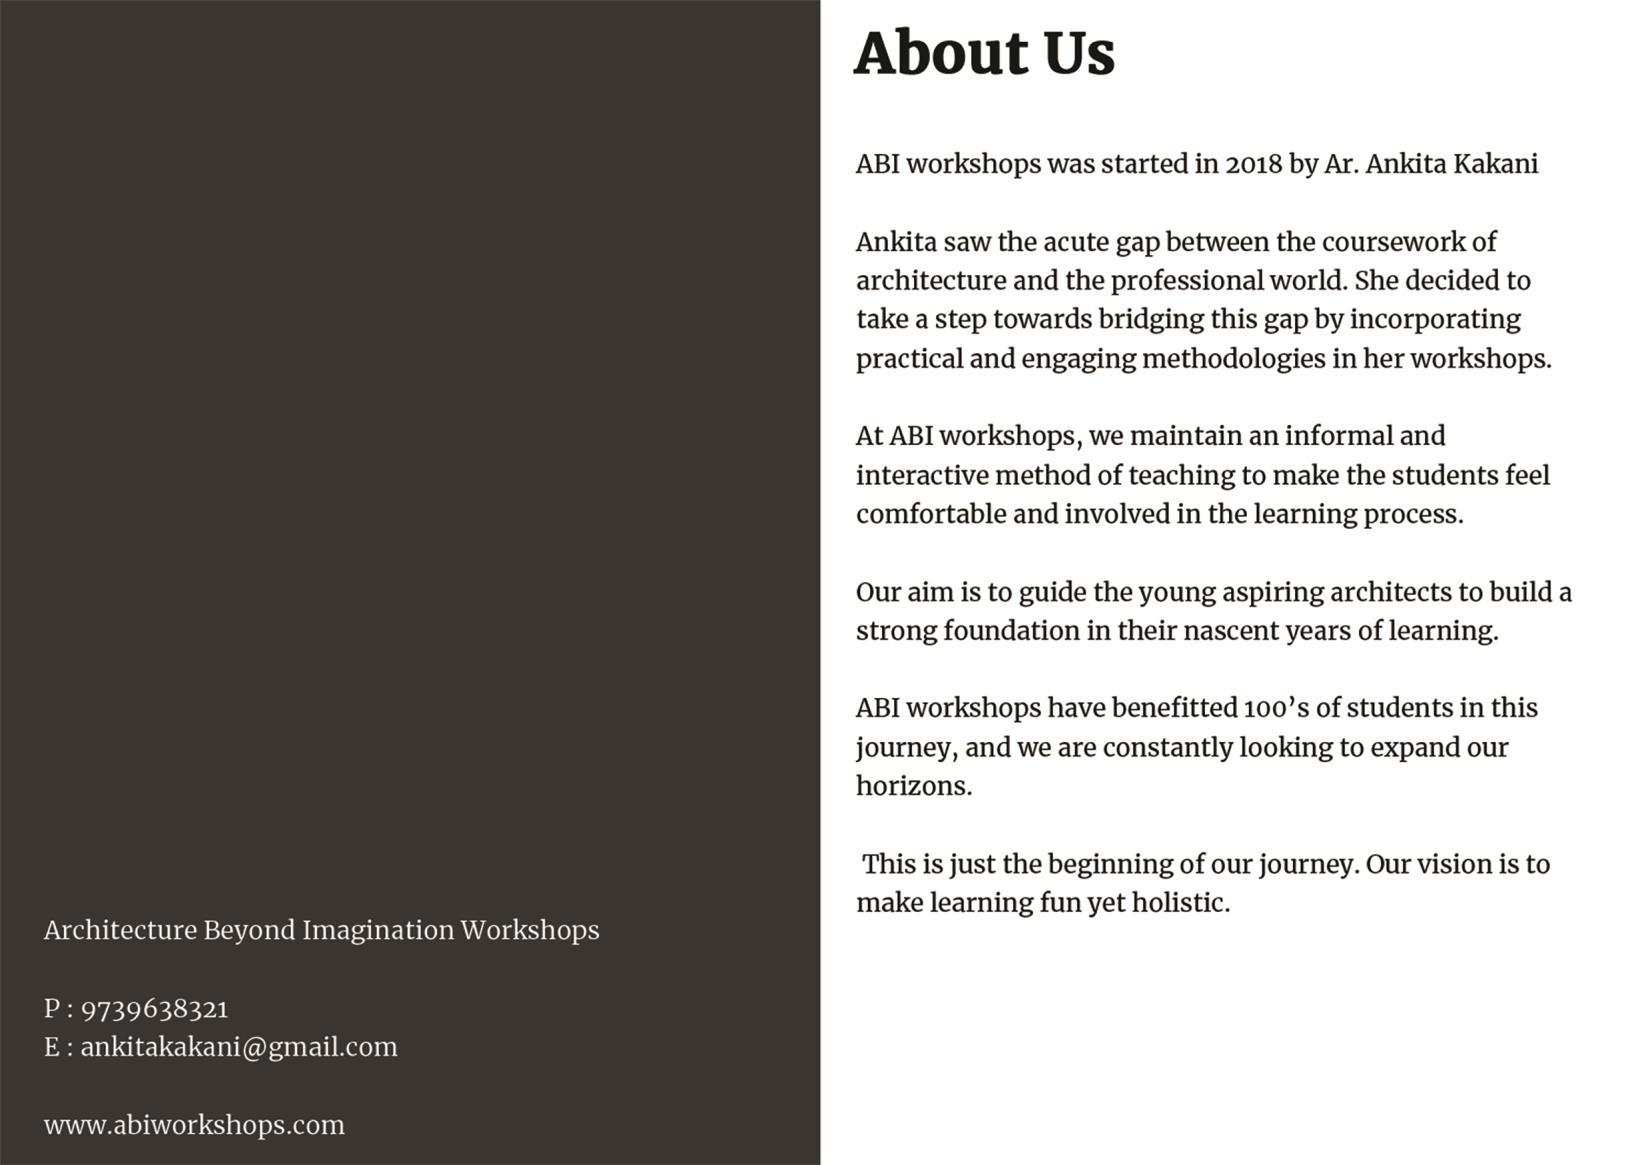 About Us
ABI workshops was started in 2018 by Ar. Ankita Kakani
Ankita saw the acute gap between the coursework of
architecture and the professional world. She decided to
take a step towards bridging this gap by incorporating
practical and engaging methodologies in her workshops.
At ABI workshops, we maintain an informal and
interactive method of teaching to make the students feel
comfortable and involved in the learning process.
Our aim is to guide the young aspiring architects to build a
strong foundation in their nascent years of learning.
ABI workshops have benefitted 100’s of students in this
journey, and we are constantly looking to expand our
horizons.
This is just the beginning of our journey. Our vision is to
make learning fun yet holistic.
Architecture Beyond Imagination Workshops
P : 9739638321
E : ankitakakani@gmail.com
www.abiworkshops.com